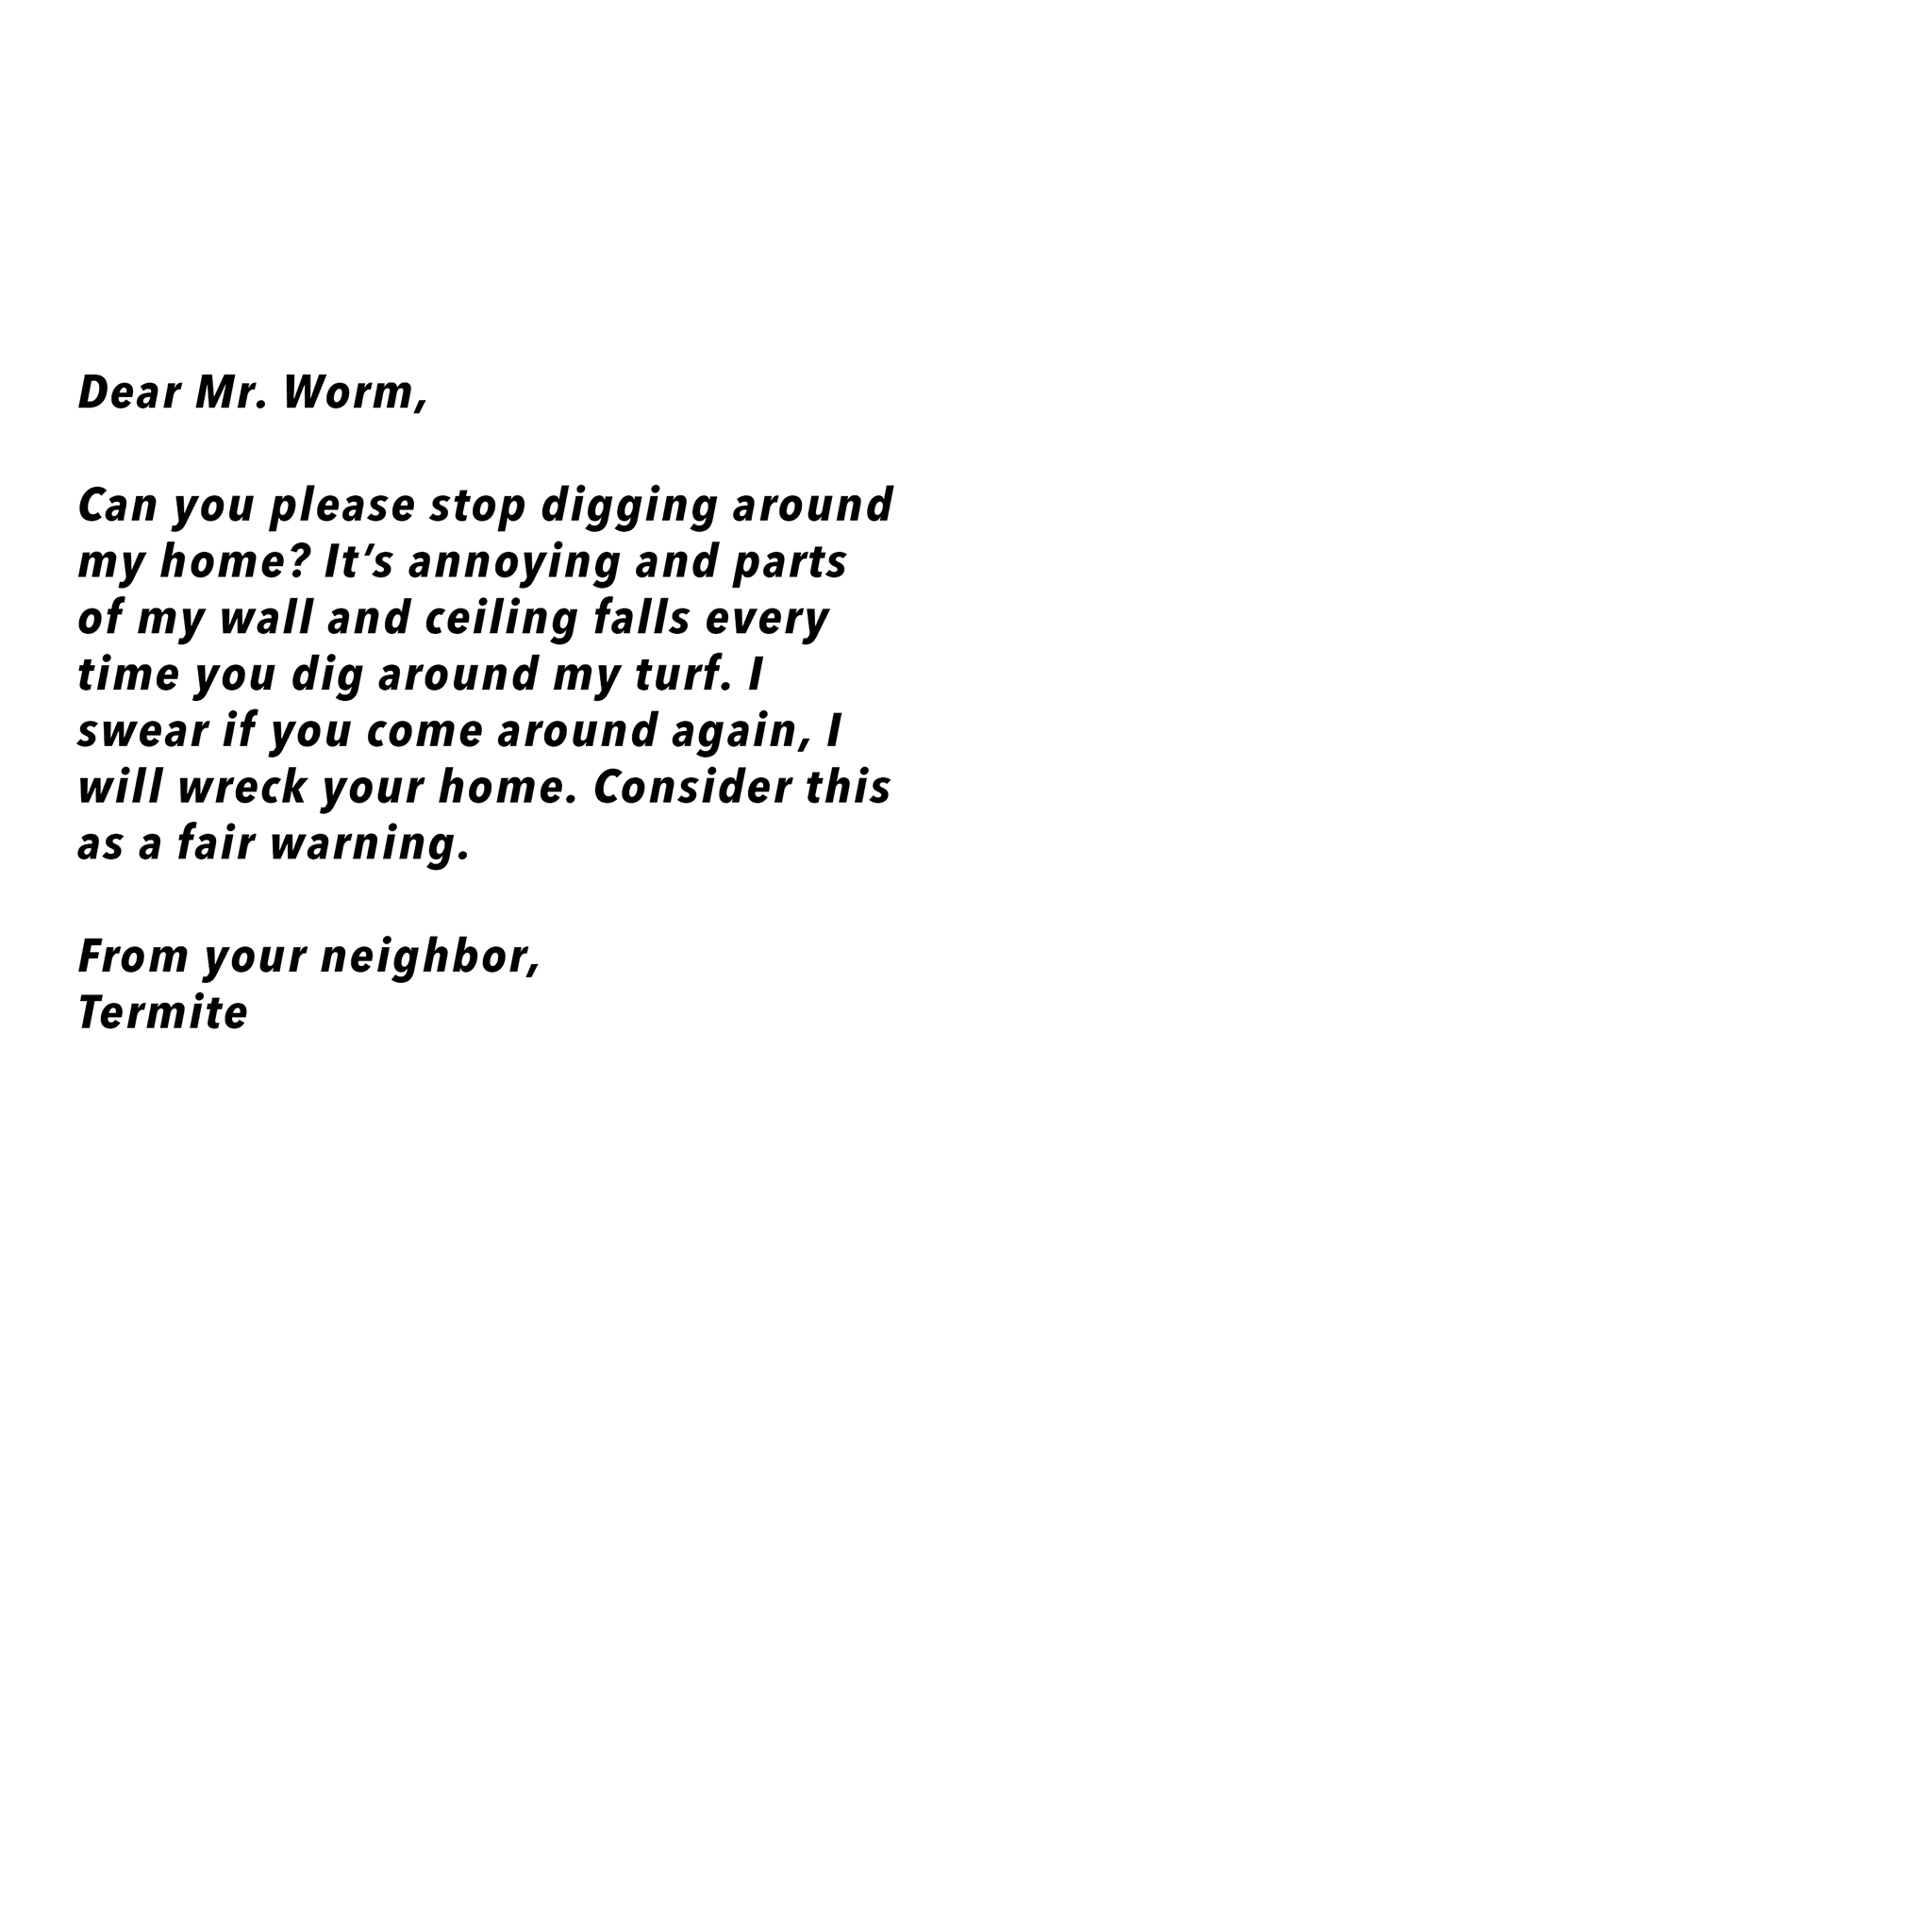 Dear Mr. Worm,
Can you please stop digging around
my home? It’s annoying and parts
of my wall and ceiling falls every
time you dig around my turf. I
swear if you come around again, I
will wreck your home. Consider this
as a fair warning.
From your neighbor,
Termite